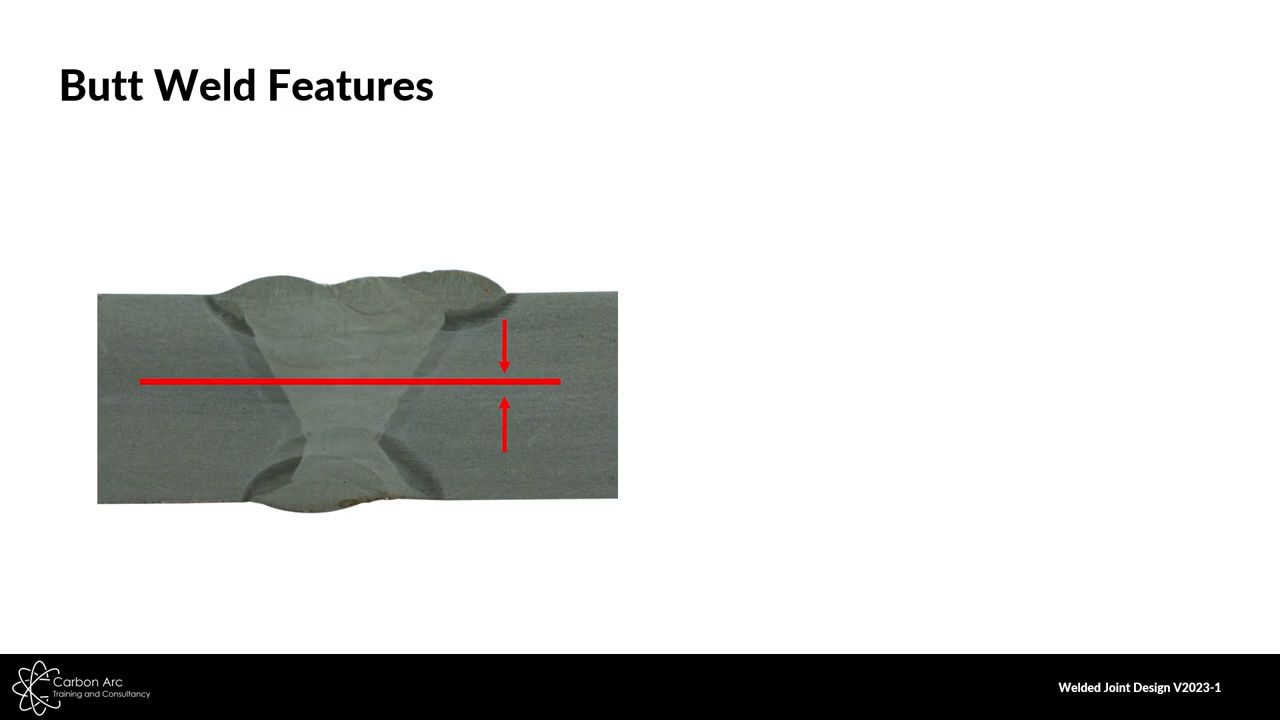 Butt Weld Features
Carbon Arc
Training and Consultancy
Welded Joint Design V2023-1